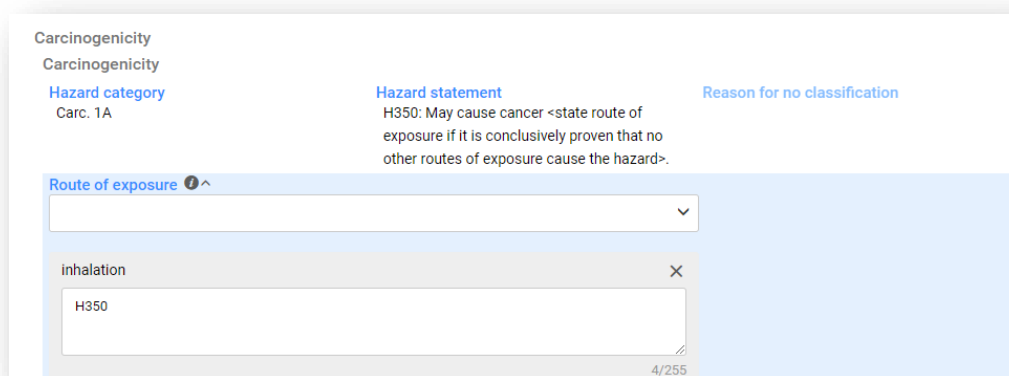 Carcinogenicity
Carcinogenicity
Hazard category
Carc. 1A
Hazard statement
H350: May cause cancer <state route of
exposure if it is conclusively proven that no
other routes of exposure cause the hazard>.
Reason for no classification
Route of exposure
inhalation
H350
4/255